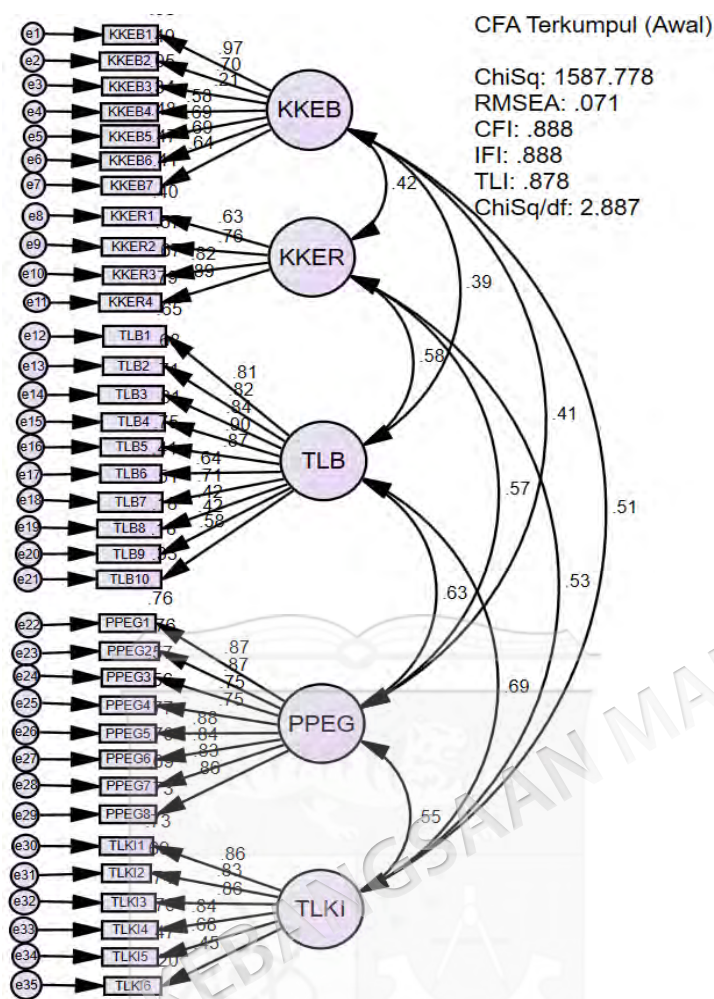 CFA Terkumpul (Awal)
ChiSq: 1587.778
RMSEA: .071
CFI: .888
IFI: .888
TLI: .878
ChiSq/df: 2.887
e1 KKEB1
e2 KKEB2
e3 KKEB3
e4 KKEB4
e5 KKEB5
e6 KKEB6
e7 KKEB7
.97
.70
.21
.58
.69
.69
.64
KKEB
.40
e8 KKER1
e9 KKER2
e10 KKER3
e11 KKER4
.63
.76
.82
.89
KKER
.65
e12 TLB1
e13 TLB2
e14 TLB3
e15 TLB4
e16 TLB5
e17 TLB6
e18 TLB7
e19 TLB8
e20 TLB9
e21 TLB10
.81
.82
.84
.90
.87
.64
.71
.42
.42
.58
TLB
.76
e22 PPEG1
e23 PPEG2
e24 PPEG3
e25 PPEG4
e26 PPEG5
e27 PPEG6
e28 PPEG7
e29 PPEG8
.87
.87
.75
.75
.88
.84
.83
.86
PPEG
.73
e30 TLKI1
e31 TLKI2
e32 TLKI3
e33 TLKI4
e34 TLKI5
e35 TLKI6
.86
.83
.86
.84
.68
.45
TLKI
.42
.39
.58
.41
.57
.51
.53
.63
.69
.55
KEBANGSAAN